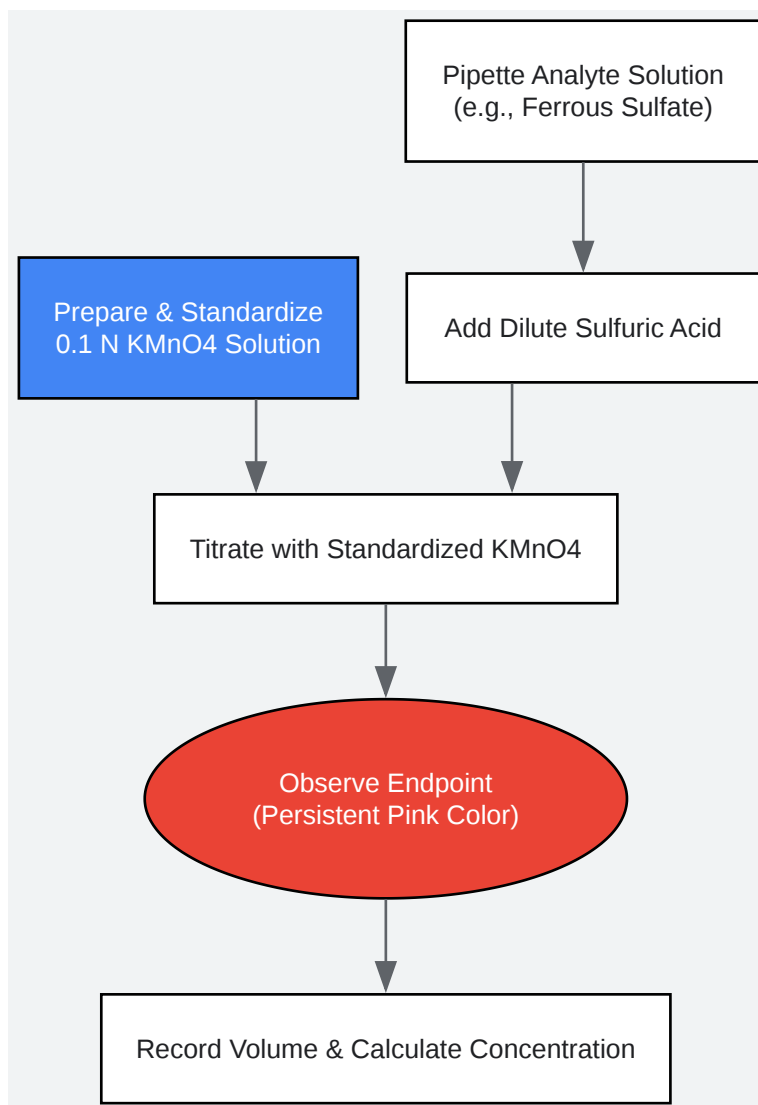 Pipette Analyte Solution
(e.g., Ferrous Sulfate)
Prepare & Standardize
0.1 N KMnO4 Solution
Add Dilute Sulfuric Acid
Titrate with Standardized KMnO4
Observe Endpoint
(Persistent Pink Color)
Record Volume & Calculate Concentration